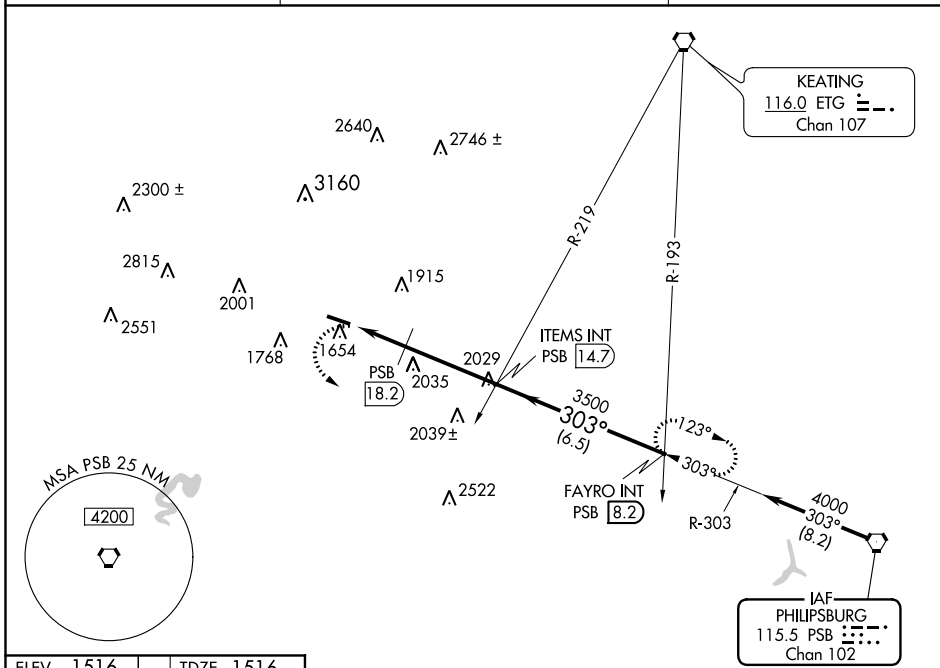 KEATING
116.0 ETG
Chan 107
2640
2746 ±
3160
2300 ±
R-219
R-193
2815
1915
2001
2551
ITEMS INT
PSB 14.7
1768
1654
2029
PSB
18.2
2035
3500
303°
(6.5)
2039±
123°
303°
MSA PSB 25 NM
4200
2522
FAYRO INT
PSB 8.2
R-303
4000
303°
(8.2)
IAF
PHILIPSBURG
115.5 PSB
Chan 102
ELEV 1516
TDZE 1516